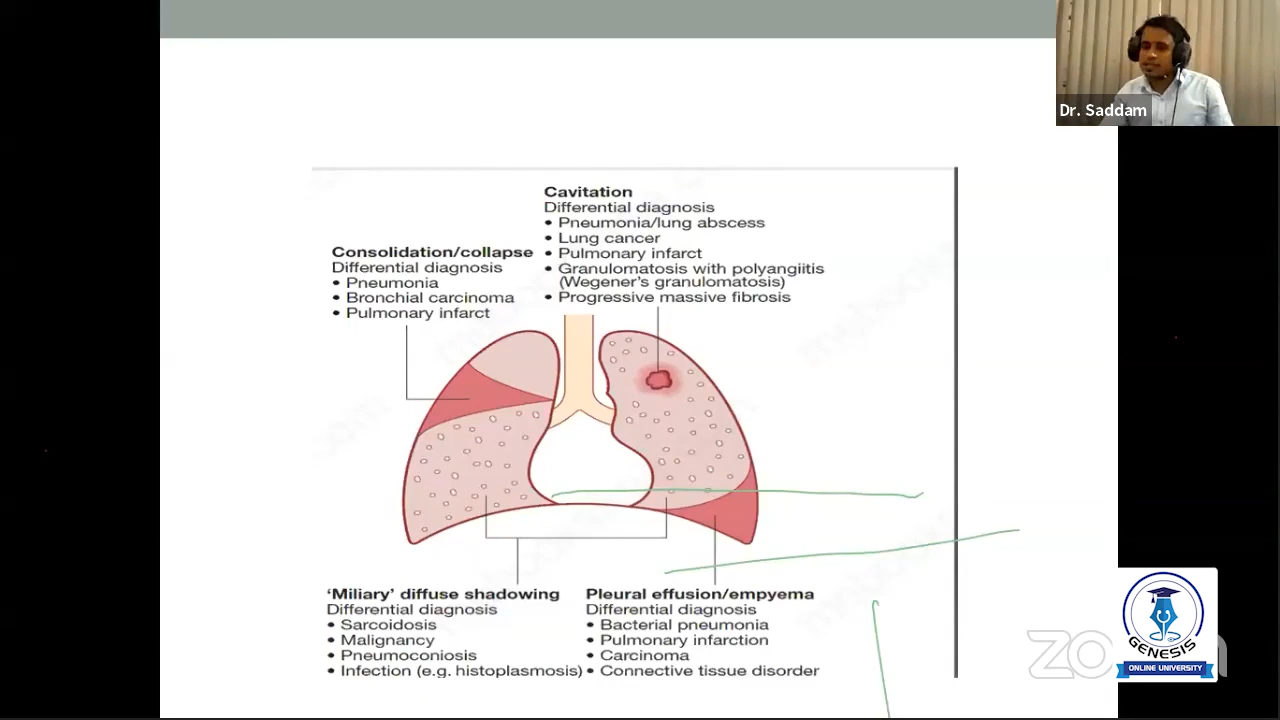 Dr. Saddam
Cavitation
Differential diagnosis
• Pneumonia/lung abscess
• Lung cancer
• Pulmonary infarct
• Granulomatosis with polyangiitis
(Wegener's granulomatosis)
• Progressive massive fibrosis
Consolidation/collapse
Differential diagnosis
• Pneumonia
• Bronchial carcinoma
• Pulmonary infarct
'Miliary' diffuse shadowing
Differential diagnosis
• Sarcoidosis
• Malignancy
• Pneumoconiosis
• Infection (e.g. histoplasmosis)
Pleural effusion/empyema
Differential diagnosis
• Bacterial pneumonia
• Pulmonary infarction
• Carcinoma
• Connective tissue disorder
GENESIS
ONLINE UNIVERSITY